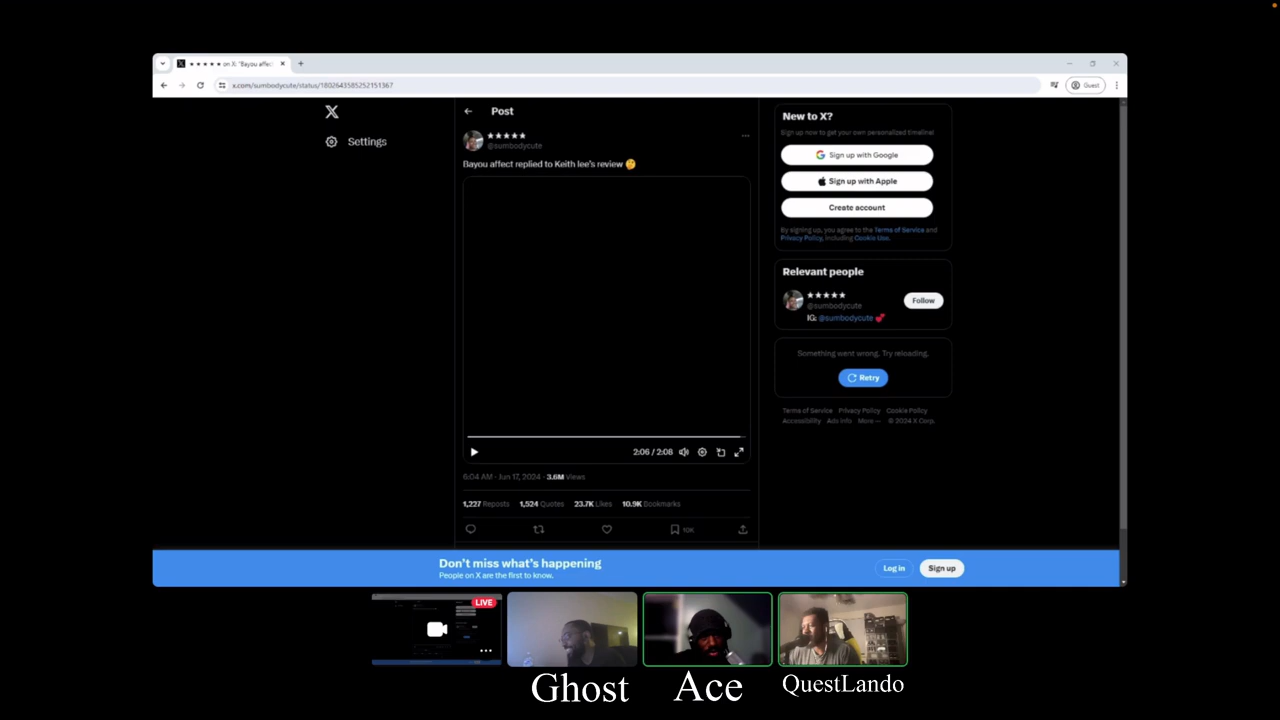 ★★★★★ on X: "Bayou affec
x.com/sumbodycute/status/1802643585252151367
Guest
Settings
Post
★★★★★
@sumbodycute
Bayou affect replied to Keith lee's review 🤔
2:06 / 2:08
6:04 AM · Jun 17, 2024 · 3.6M Views
1,227 Reposts 1,524 Quotes 23.7K Likes 10.9K Bookmarks
10K
New to X?
Sign up now to get your own personalized timeline!
Sign up with Google
Sign up with Apple
Create account
By signing up, you agree to the Terms of Service and
Privacy Policy, including Cookie Use.
Relevant people
★★★★★
@sumbodycute
Follow
IG: @sumbodycute 💕
Something went wrong. Try reloading.
Retry
Terms of Service Privacy Policy Cookie Policy
Accessibility Ads info More ··· © 2024 X Corp.
Don't miss what's happening
People on X are the first to know.
Log in
Sign up
LIVE
Ghost
Ace
QuestLando